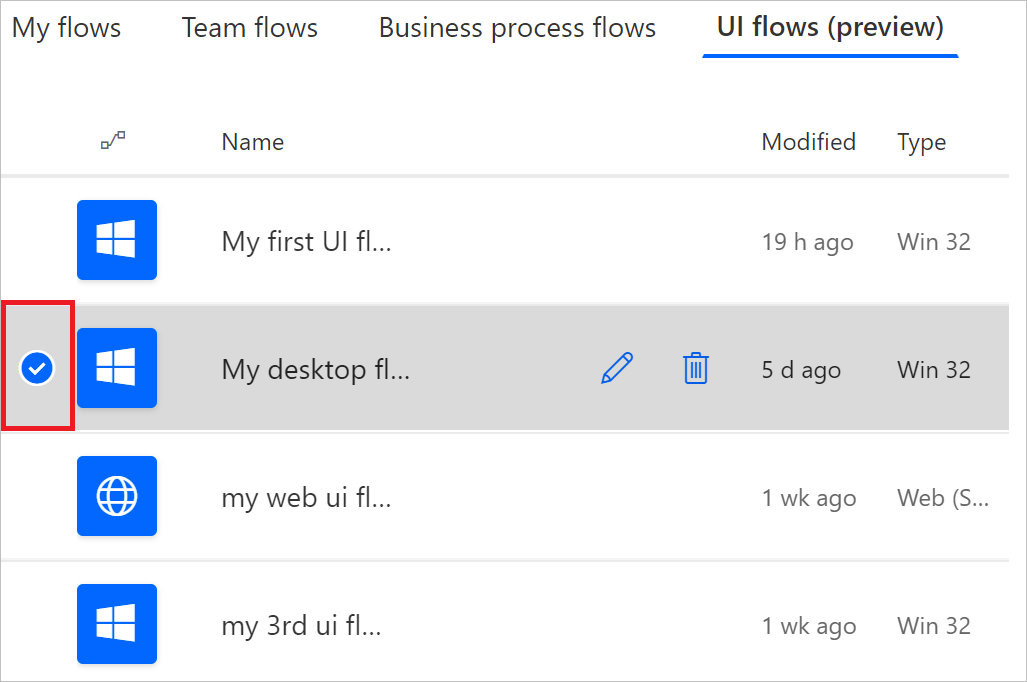 My flows Team flows Business process flows UI flows (preview)
Name Modified Type
My first UI fl... 19 h ago Win 32
My desktop fl... 5 d ago Win 32
my web ui fl... 1 wk ago Web (S...
my 3rd ui fl... 1 wk ago Win 32